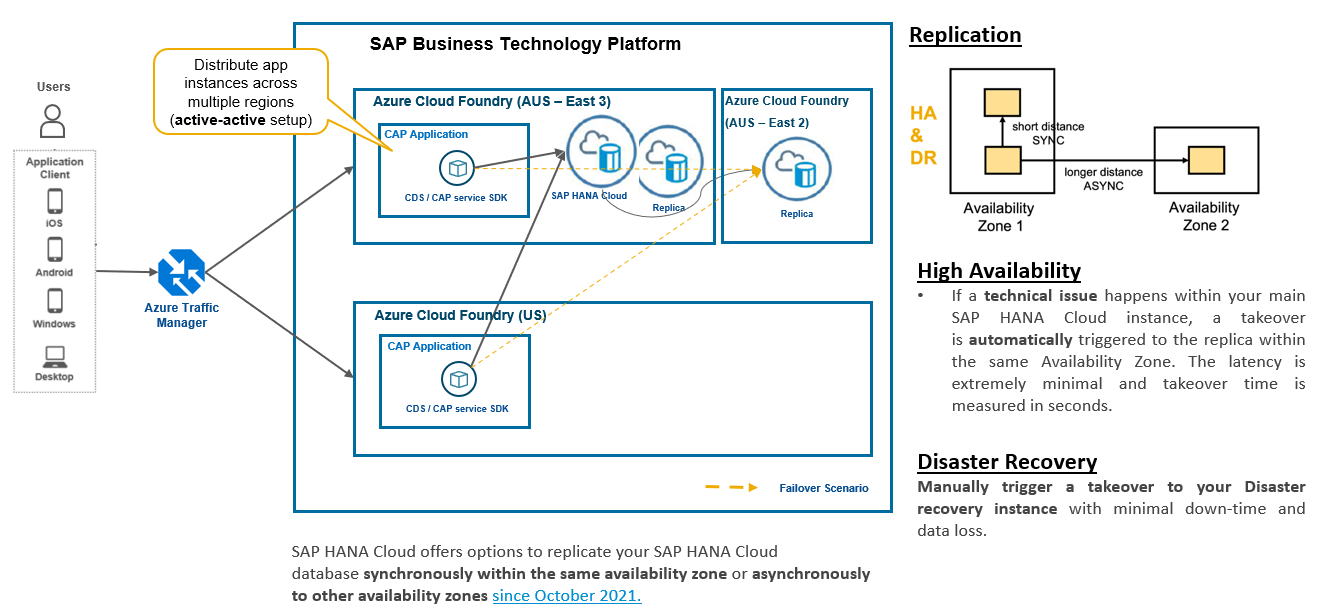 Users
Application
Client
iOS
Android
Windows
Desktop
Azure Traffic
Manager
Distribute app
instances across
multiple regions
(active-active setup)
SAP Business Technology Platform
Azure Cloud Foundry (AUS – East 3)
CAP Application
CDS / CAP service SDK
SAP HANA Cloud
Replica
Azure Cloud Foundry
(AUS – East 2)
Replica
Azure Cloud Foundry (US)
CAP Application
CDS / CAP service SDK
Failover Scenario
SAP HANA Cloud offers options to replicate your SAP HANA Cloud
database synchronously within the same availability zone or asynchronously
to other availability zones since October 2021.
Replication
HA
&
DR
short distance
SYNC
longer distance
ASYNC
Availability
Zone 1
Availability
Zone 2
High Availability
• If a technical issue happens within your main
SAP HANA Cloud instance, a takeover
is automatically triggered to the replica within
the same Availability Zone. The latency is
extremely minimal and takeover time is
measured in seconds.
Disaster Recovery
Manually trigger a takeover to your Disaster
recovery instance with minimal down-time and
data loss.